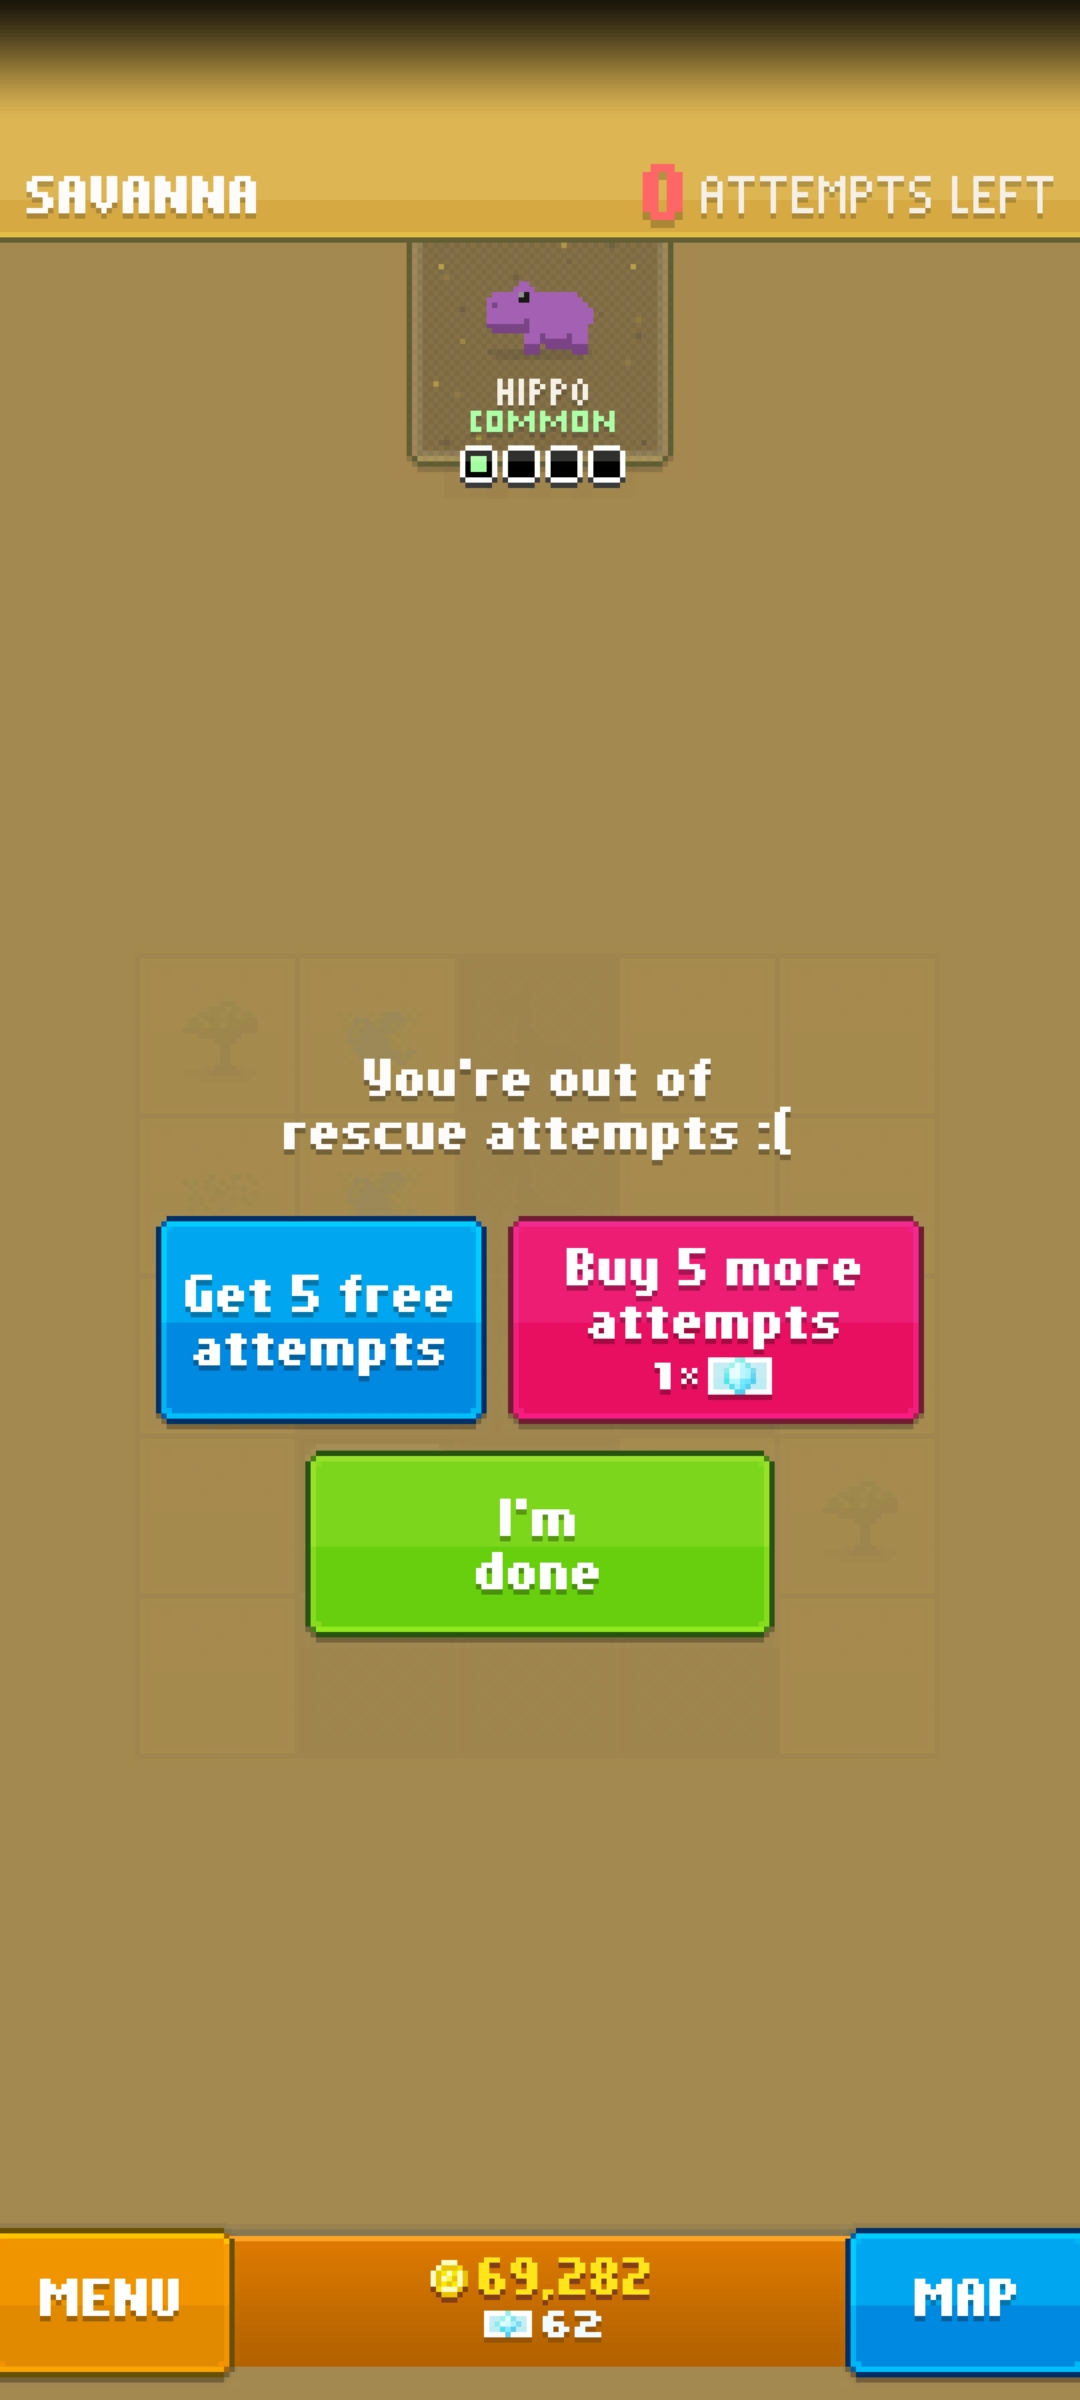 SAVANNA
0 ATTEMPTS LEFT
HIPPO
COMMON
You're out of
rescue attempts :(
Get 5 free
attempts
Buy 5 more
attempts
1×
I'm
done
MENU
69,282
62
MAP